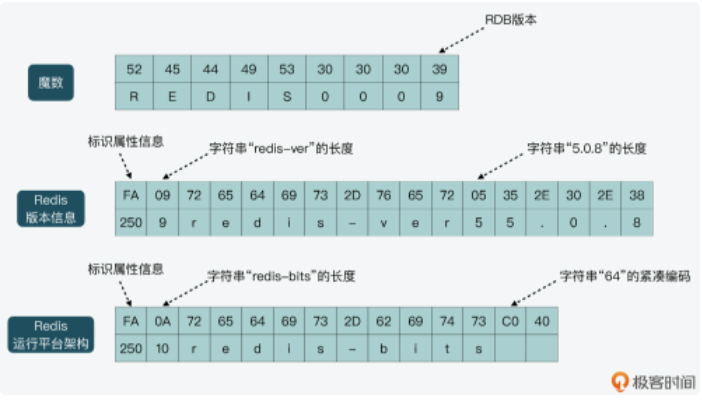 RDB版本
魔数
52 45 44 49 53 30 30 30 39
R E D I S 0 0 0 9
标识属性信息 字符串“redis-ver”的长度 字符串“5.0.8”的长度
Redis
版本信息
FA 09 72 65 64 69 73 2D 76 65 72 05 35 2E 30 2E 38
250 9 r e d i s - v e r 5 5 . 0 . 8
标识属性信息 字符串“redis-bits”的长度 字符串“64”的紧凑编码
Redis
运行平台架构
FA 0A 72 65 64 69 73 2D 62 69 74 73 C0 40
250 10 r e d i s - b i t s
极客时间